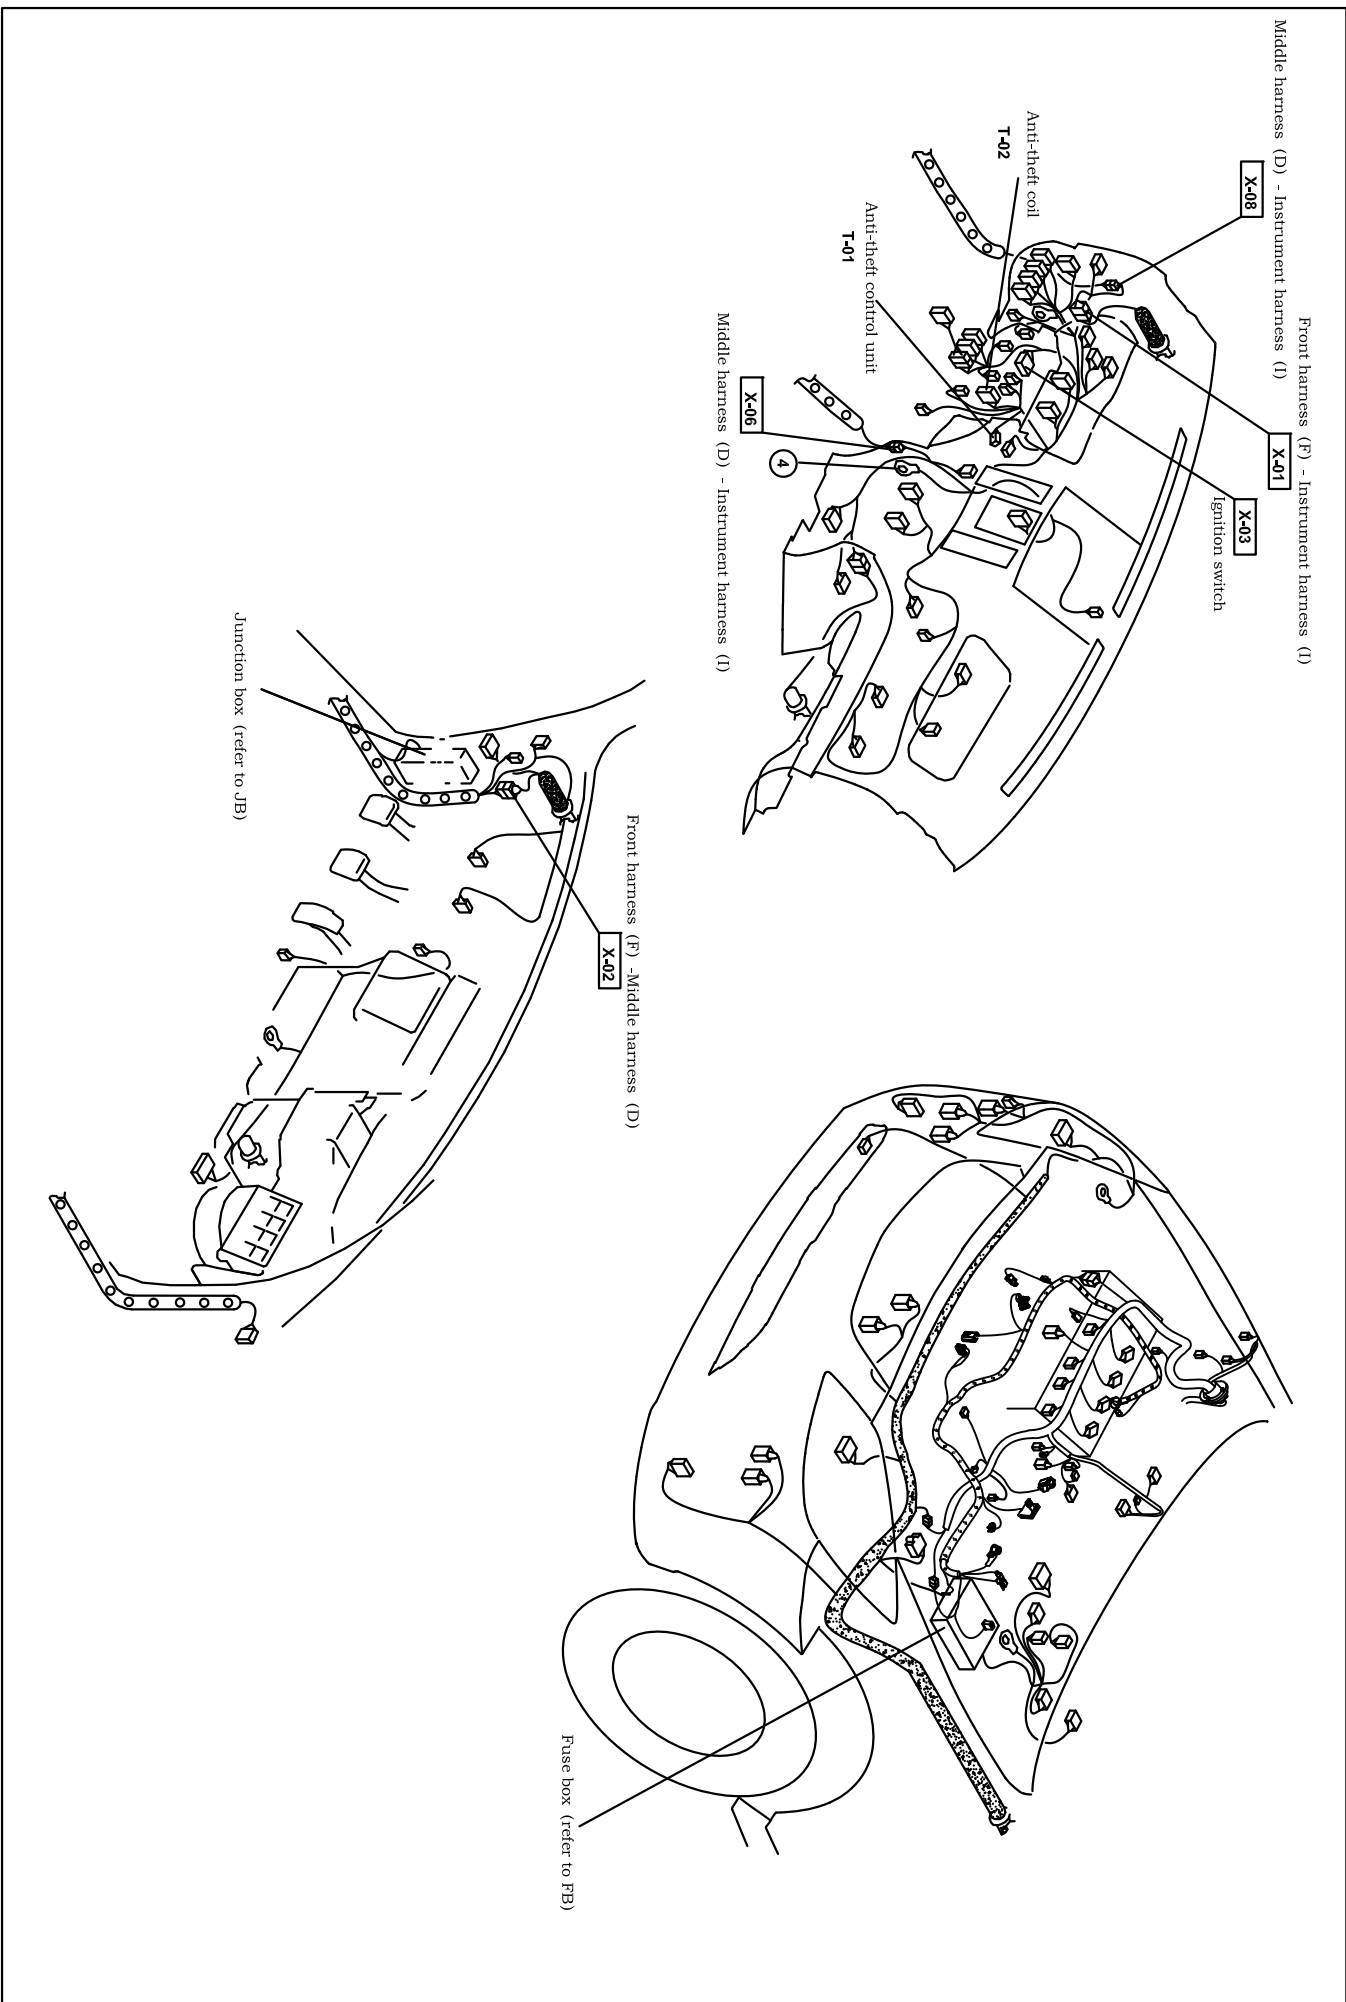 Front harness (F) - Instrument harness (I)
X-01
Middle harness (D) - Instrument harness (I)
X-08
X-03
Ignition switch
Anti-theft coil
T-02
Anti-theft control unit
T-01
X-06
Middle harness (D) - Instrument harness (I)
4
Front harness (F) -Middle harness (D)
X-02
Junction box (refer to JB)
Fuse box (refer to FB)